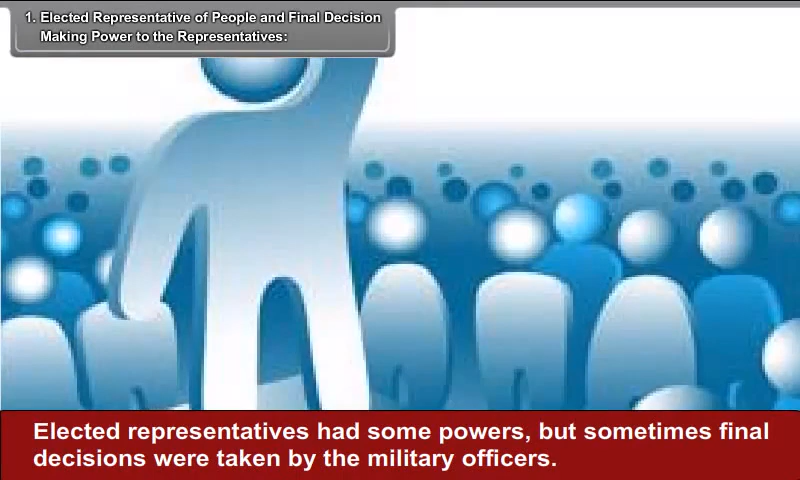 1. Elected Representative of People and Final Decision
Making Power to the Representatives:
Elected representatives had some powers, but sometimes final
decisions were taken by the military officers.